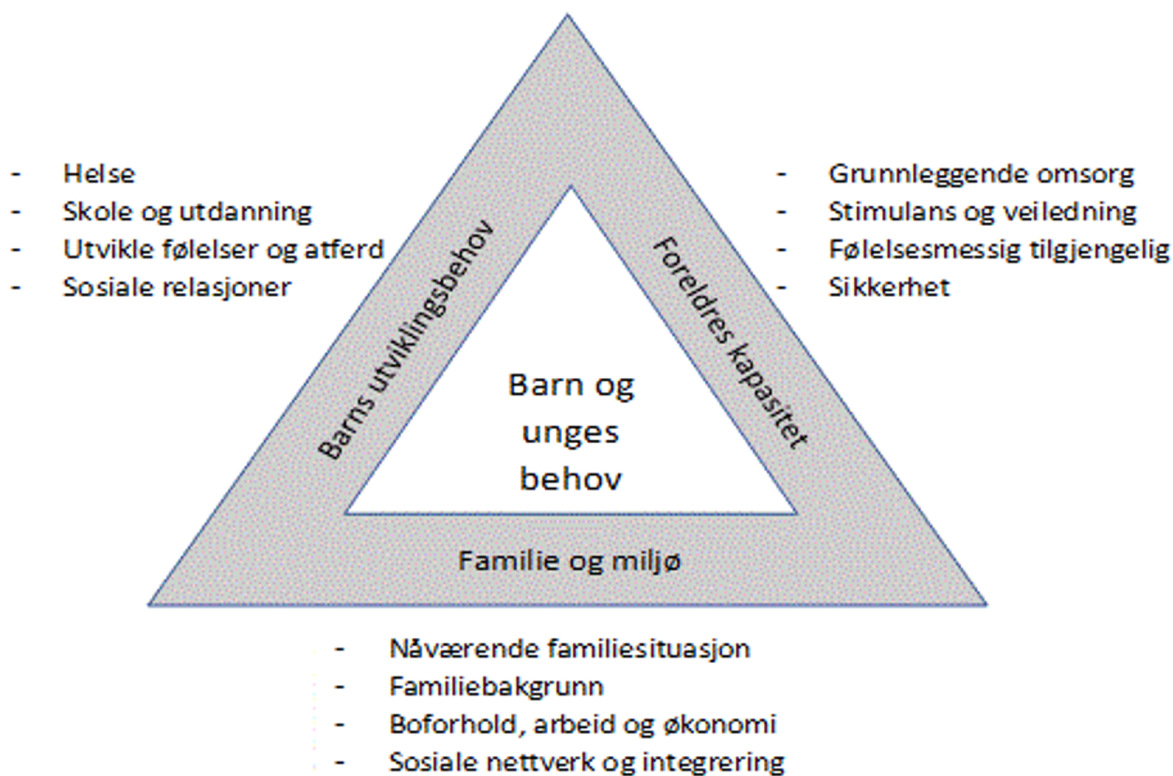 - Helse
- Skole og utdanning
- Utvikle følelser og atferd
- Sosiale relasjoner
Barns utviklingsbehov
Foreldres kapasitet
- Grunnleggende omsorg
- Stimulans og veiledning
- Følelsesmessig tilgjengelig
- Sikkerhet
Barn og
unges
behov
Familie og miljø
- Nåværende familiesituasjon
- Familiebakgrunn
- Boforhold, arbeid og økonomi
- Sosiale nettverk og integrering